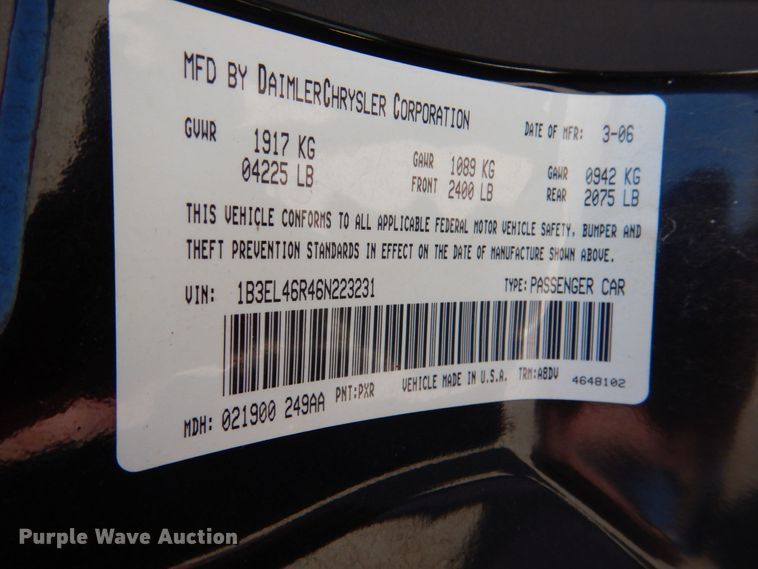 MFD BY DAIMLERCHRYSLER CORPORATION DATE OF MFR: 3-06
GVWR 1917 KG GAWR 1089 KG GAWR 0942 KG
04225 LB FRONT 2400 LB REAR 2075 LB
THIS VEHICLE CONFORMS TO ALL APPLICABLE FEDERAL MOTOR VEHICLE SAFETY, BUMPER AND
THEFT PREVENTION STANDARDS IN EFFECT ON THE DATE OF MANUFACTURE SHOWN ABOVE.
VIN: 1B3EL46R46N223231 TYPE: PASSENGER CAR
MDH: 021900 249AA PNT:PXR VEHICLE MADE IN U.S.A. TRM:A8DV 4648102
Purple Wave Auction